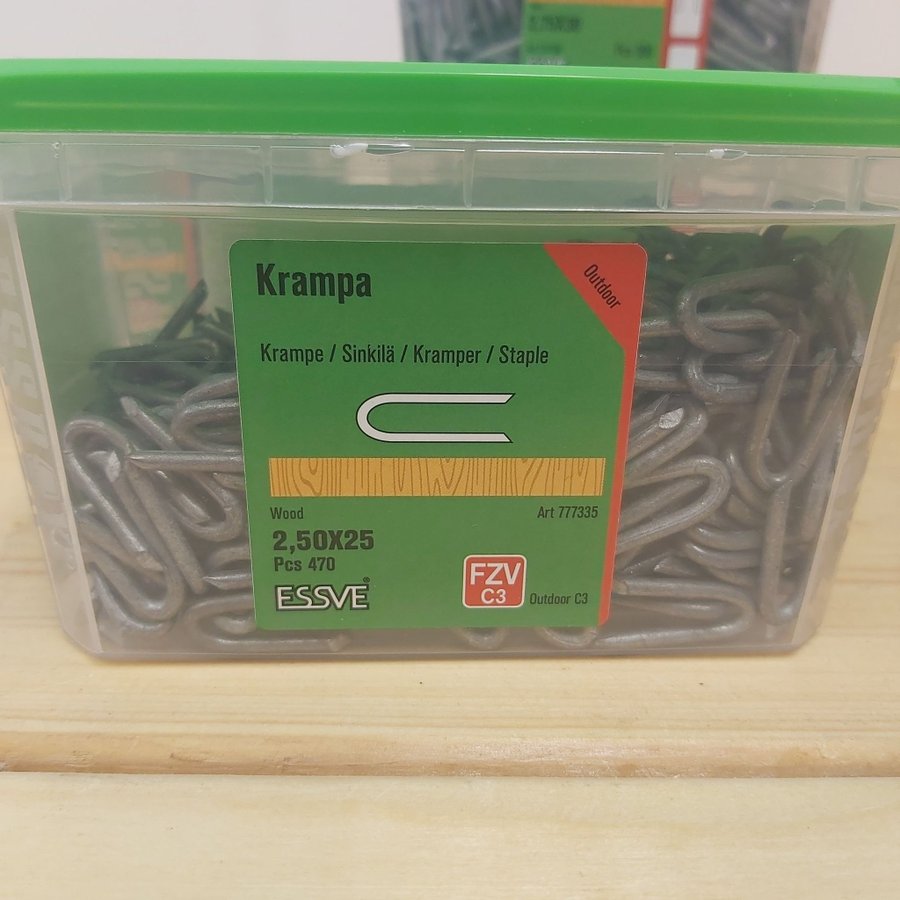 Krampa
Outdoor
Krampe / Sinkilä / Kramper / Staple
Wood
Art 777335
2,50X25
Pcs 470
ESSVE®
FZV
C3
Outdoor C3